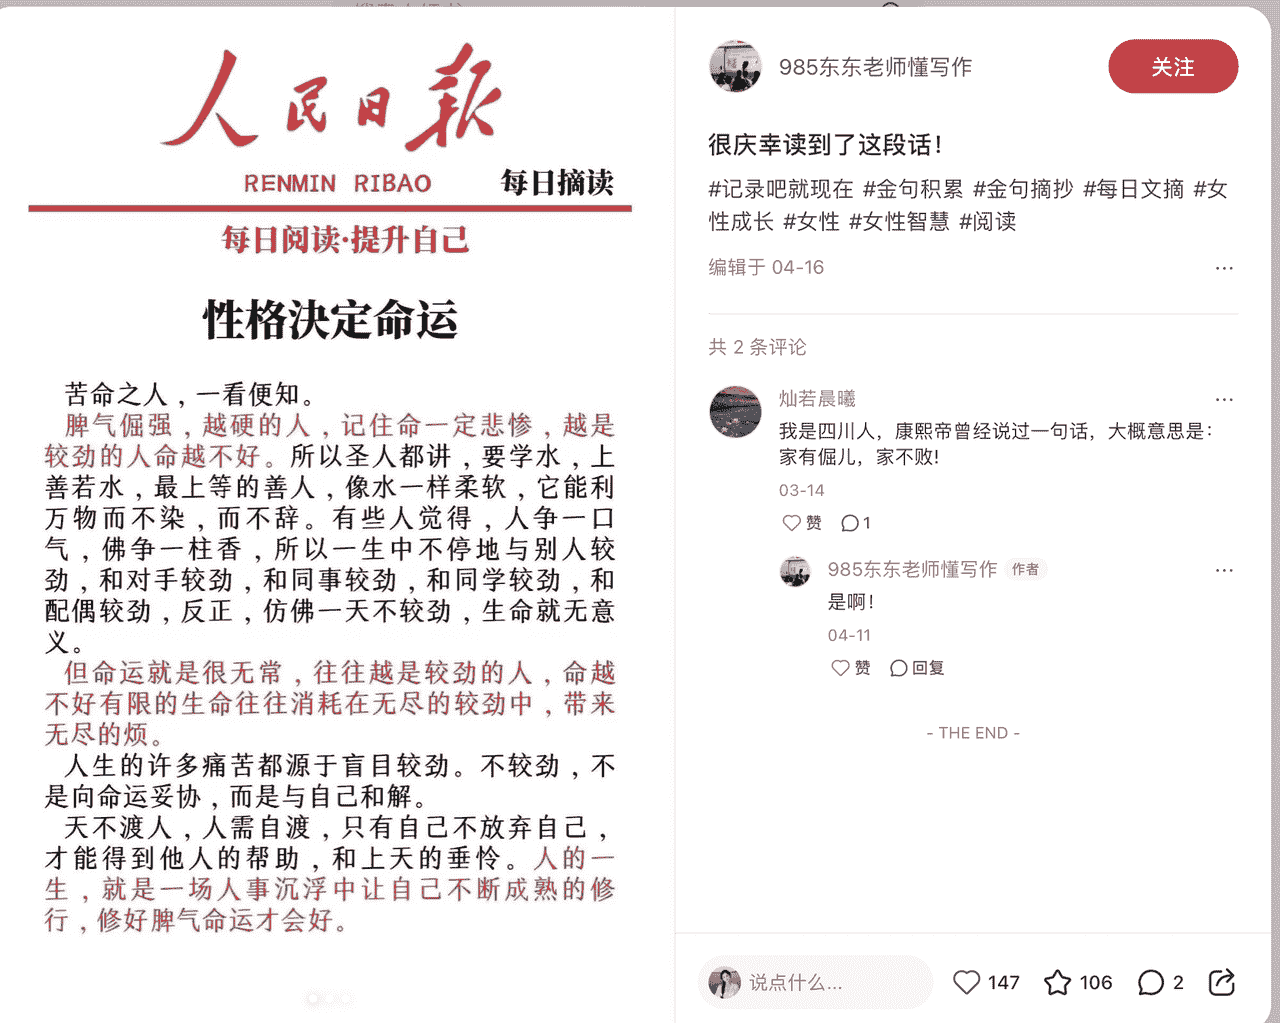 人民日报
RENMIN RIBAO
每日摘读
每日阅读·提升自己
性格决定命运
苦命之人，一看便知。
脾气倔强，越硬的人，记住命一定悲惨，越是
较劲的人命越不好。所以圣人都讲，要学水，上
善若水，最上等的善人，像水一样柔软，它能利
万物而不染，而不辞。有些人觉得，人争一口
气，佛争一柱香，所以一生中不停地与别人较
劲，和对手较劲，和同事较劲，和同学较劲，和
配偶较劲，反正，仿佛一天不较劲，生命就无意
义。
但命运就是很无常，往往越是较劲的人，命越
不好有限的生命往往消耗在无尽的较劲中，带来
无尽的烦。
人生的许多痛苦都源于盲目较劲。不较劲，不
是向命运妥协，而是与自己和解。
天不渡人，人需自渡，只有自己不放弃自己，
才能得到他人的帮助，和上天的垂怜。人的一
生，就是一场人事沉浮中让自己不断成熟的修
行，修好脾气命运才会好。
985东东老师懂写作
关注
很庆幸读到了这段话！
#记录吧就现在 #金句积累 #金句摘抄 #每日文摘 #女
性成长 #女性 #女性智慧 #阅读
编辑于 04-16
共 2 条评论
灿若晨曦
我是四川人，康熙帝曾经说过一句话，大概意思是：
家有倔儿，家不败！
03-14
赞 1
985东东老师懂写作 作者
是啊！
04-11
赞 回复
- THE END -
说点什么... 147 106 2